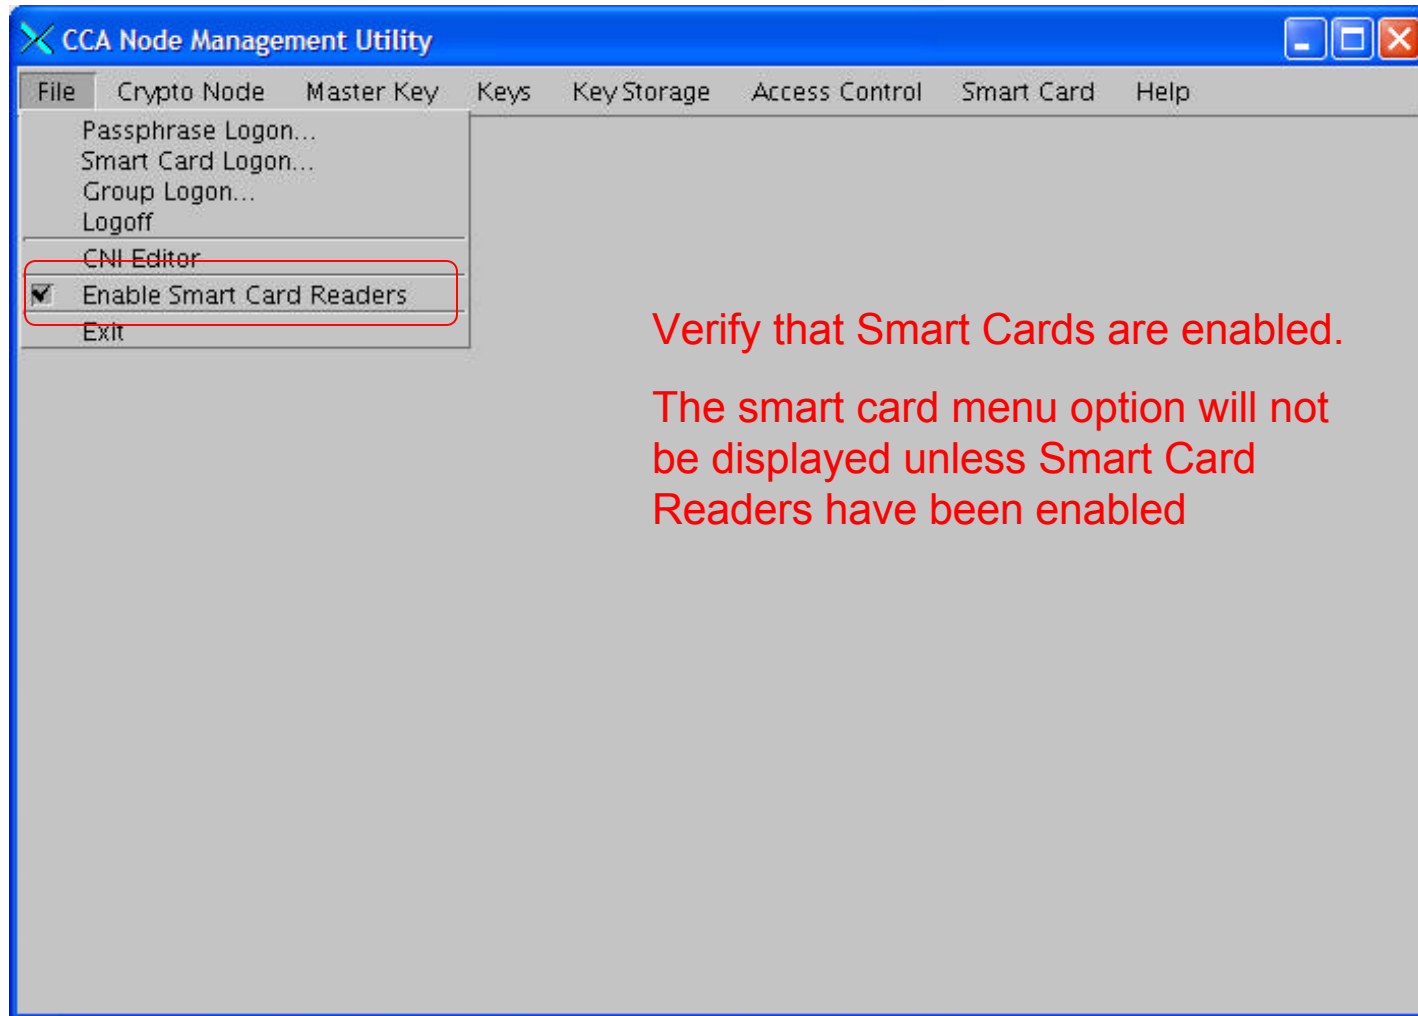 CCA Node Management Utility
File Crypto Node Master Key Keys Key Storage Access Control Smart Card Help
Passphrase Logon...
Smart Card Logon...
Group Logon...
Logoff
CNI Editor
Enable Smart Card Readers
Exit
Verify that Smart Cards are enabled.
The smart card menu option will not
be displayed unless Smart Card
Readers have been enabled